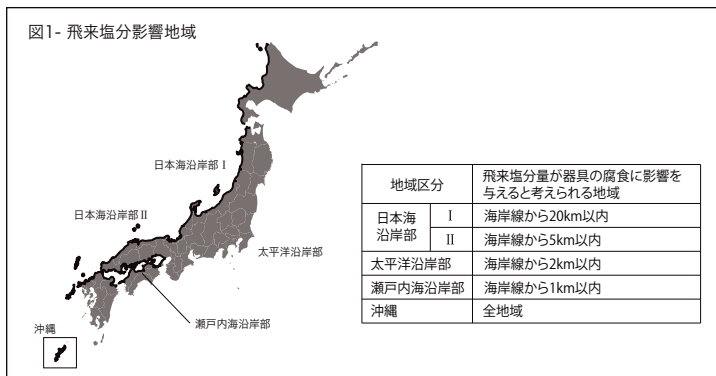 図1- 飛来塩分影響地域
日本海沿岸部Ⅰ
日本海沿岸部Ⅱ
太平洋沿岸部
瀬戸内海沿岸部
沖縄
地域区分
飛来塩分量が器具の腐食に影響を
与えると考えられる地域
日本海
沿岸部
Ⅰ
海岸線から20km以内
Ⅱ
海岸線から5km以内
太平洋沿岸部
海岸線から2km以内
瀬戸内海沿岸部
海岸線から1km以内
沖縄
全地域